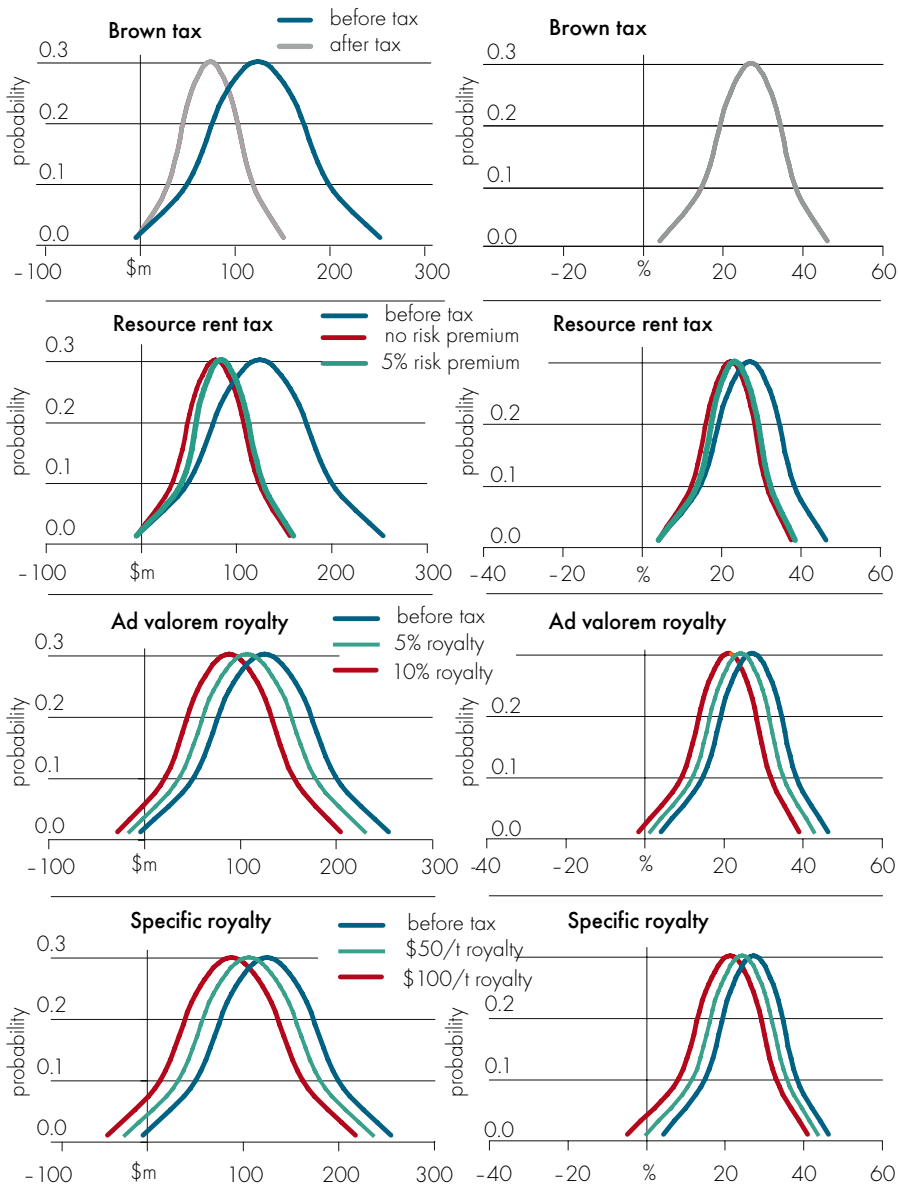 Brown tax
before tax
after tax
probability
0.3
0.2
0.1
0.0
-100 $m 100 200 300
Brown tax
probability
0.3
0.2
0.1
0.0
-20 % 20 40 60
Resource rent tax
before tax
no risk premium
5% risk premium
probability
0.3
0.2
0.1
0.0
-100 $m 100 200 300
Resource rent tax
probability
0.2
0.1
0.0
-40 -20 % 20 40 60
Ad valorem royalty
before tax
5% royalty
10% royalty
probability
0.3
0.2
0.1
0.0
-100 $m 100 200 300
Ad valorem royalty
probability
0.2
0.1
0.0
-40 -20 % 20 40 60
Specific royalty
before tax
$50/t royalty
$100/t royalty
probability
0.3
0.2
0.1
0.0
-100 $m 100 200 300
Specific royalty
probability
0.2
0.1
0.0
-40 -20 % 20 40 60